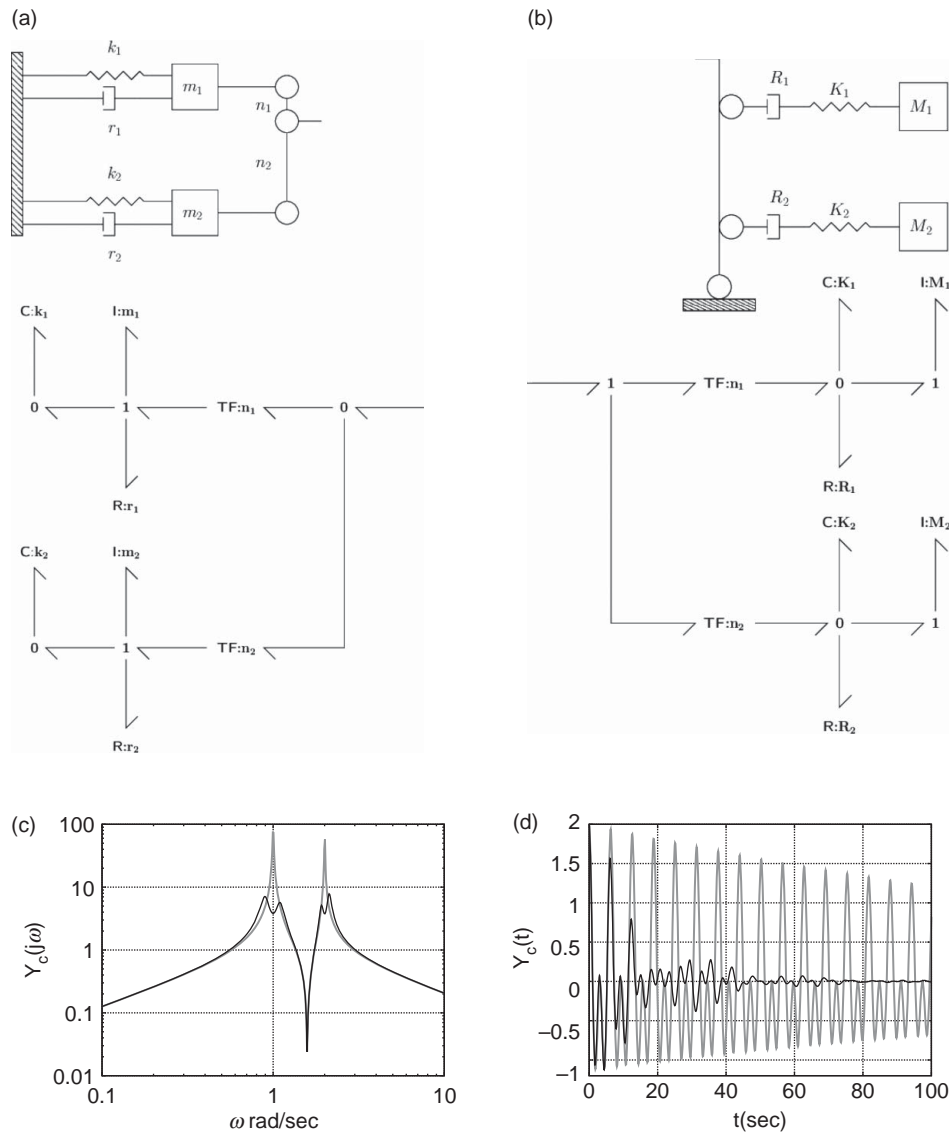 (a)
k₁
m₁
n₁
r₁
k₂
n₂
m₂
r₂
C:k₁ I:m₁
0 1 TF:n₁ 0
R:r₁
C:k₂ I:m₂
0 1 TF:n₂
R:r₂
(b)
R₁ K₁ M₁
R₂ K₂ M₂
C:K₁ I:M₁
1 TF:n₁ 0 1
R:R₁
C:K₂ I:M₂
TF:n₂ 0 1
R:R₂
(c)
Y_c(jω)
100
10
1
0.1
0.01
0.1 1 10
ω rad/sec
(d)
Y_c(t)
2
1.5
1
0.5
0
–0.5
–1
0 20 40 60 80 100
t(sec)